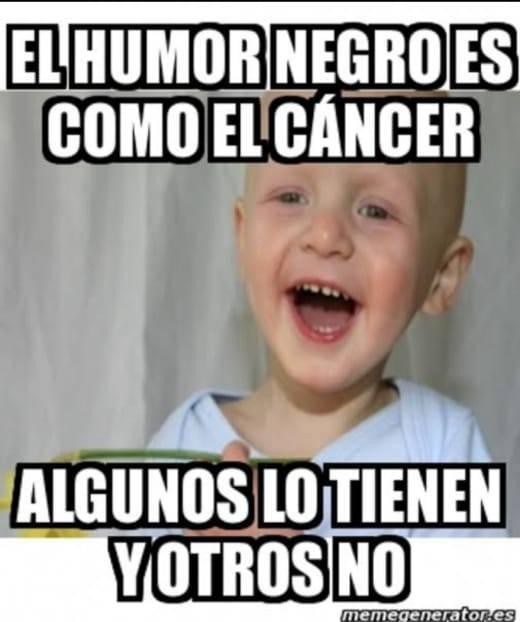 EL HUMOR NEGRO ES
COMO EL CÁNCER
ALGUNOS LO TIENEN
Y OTROS NO
memegenerator.es